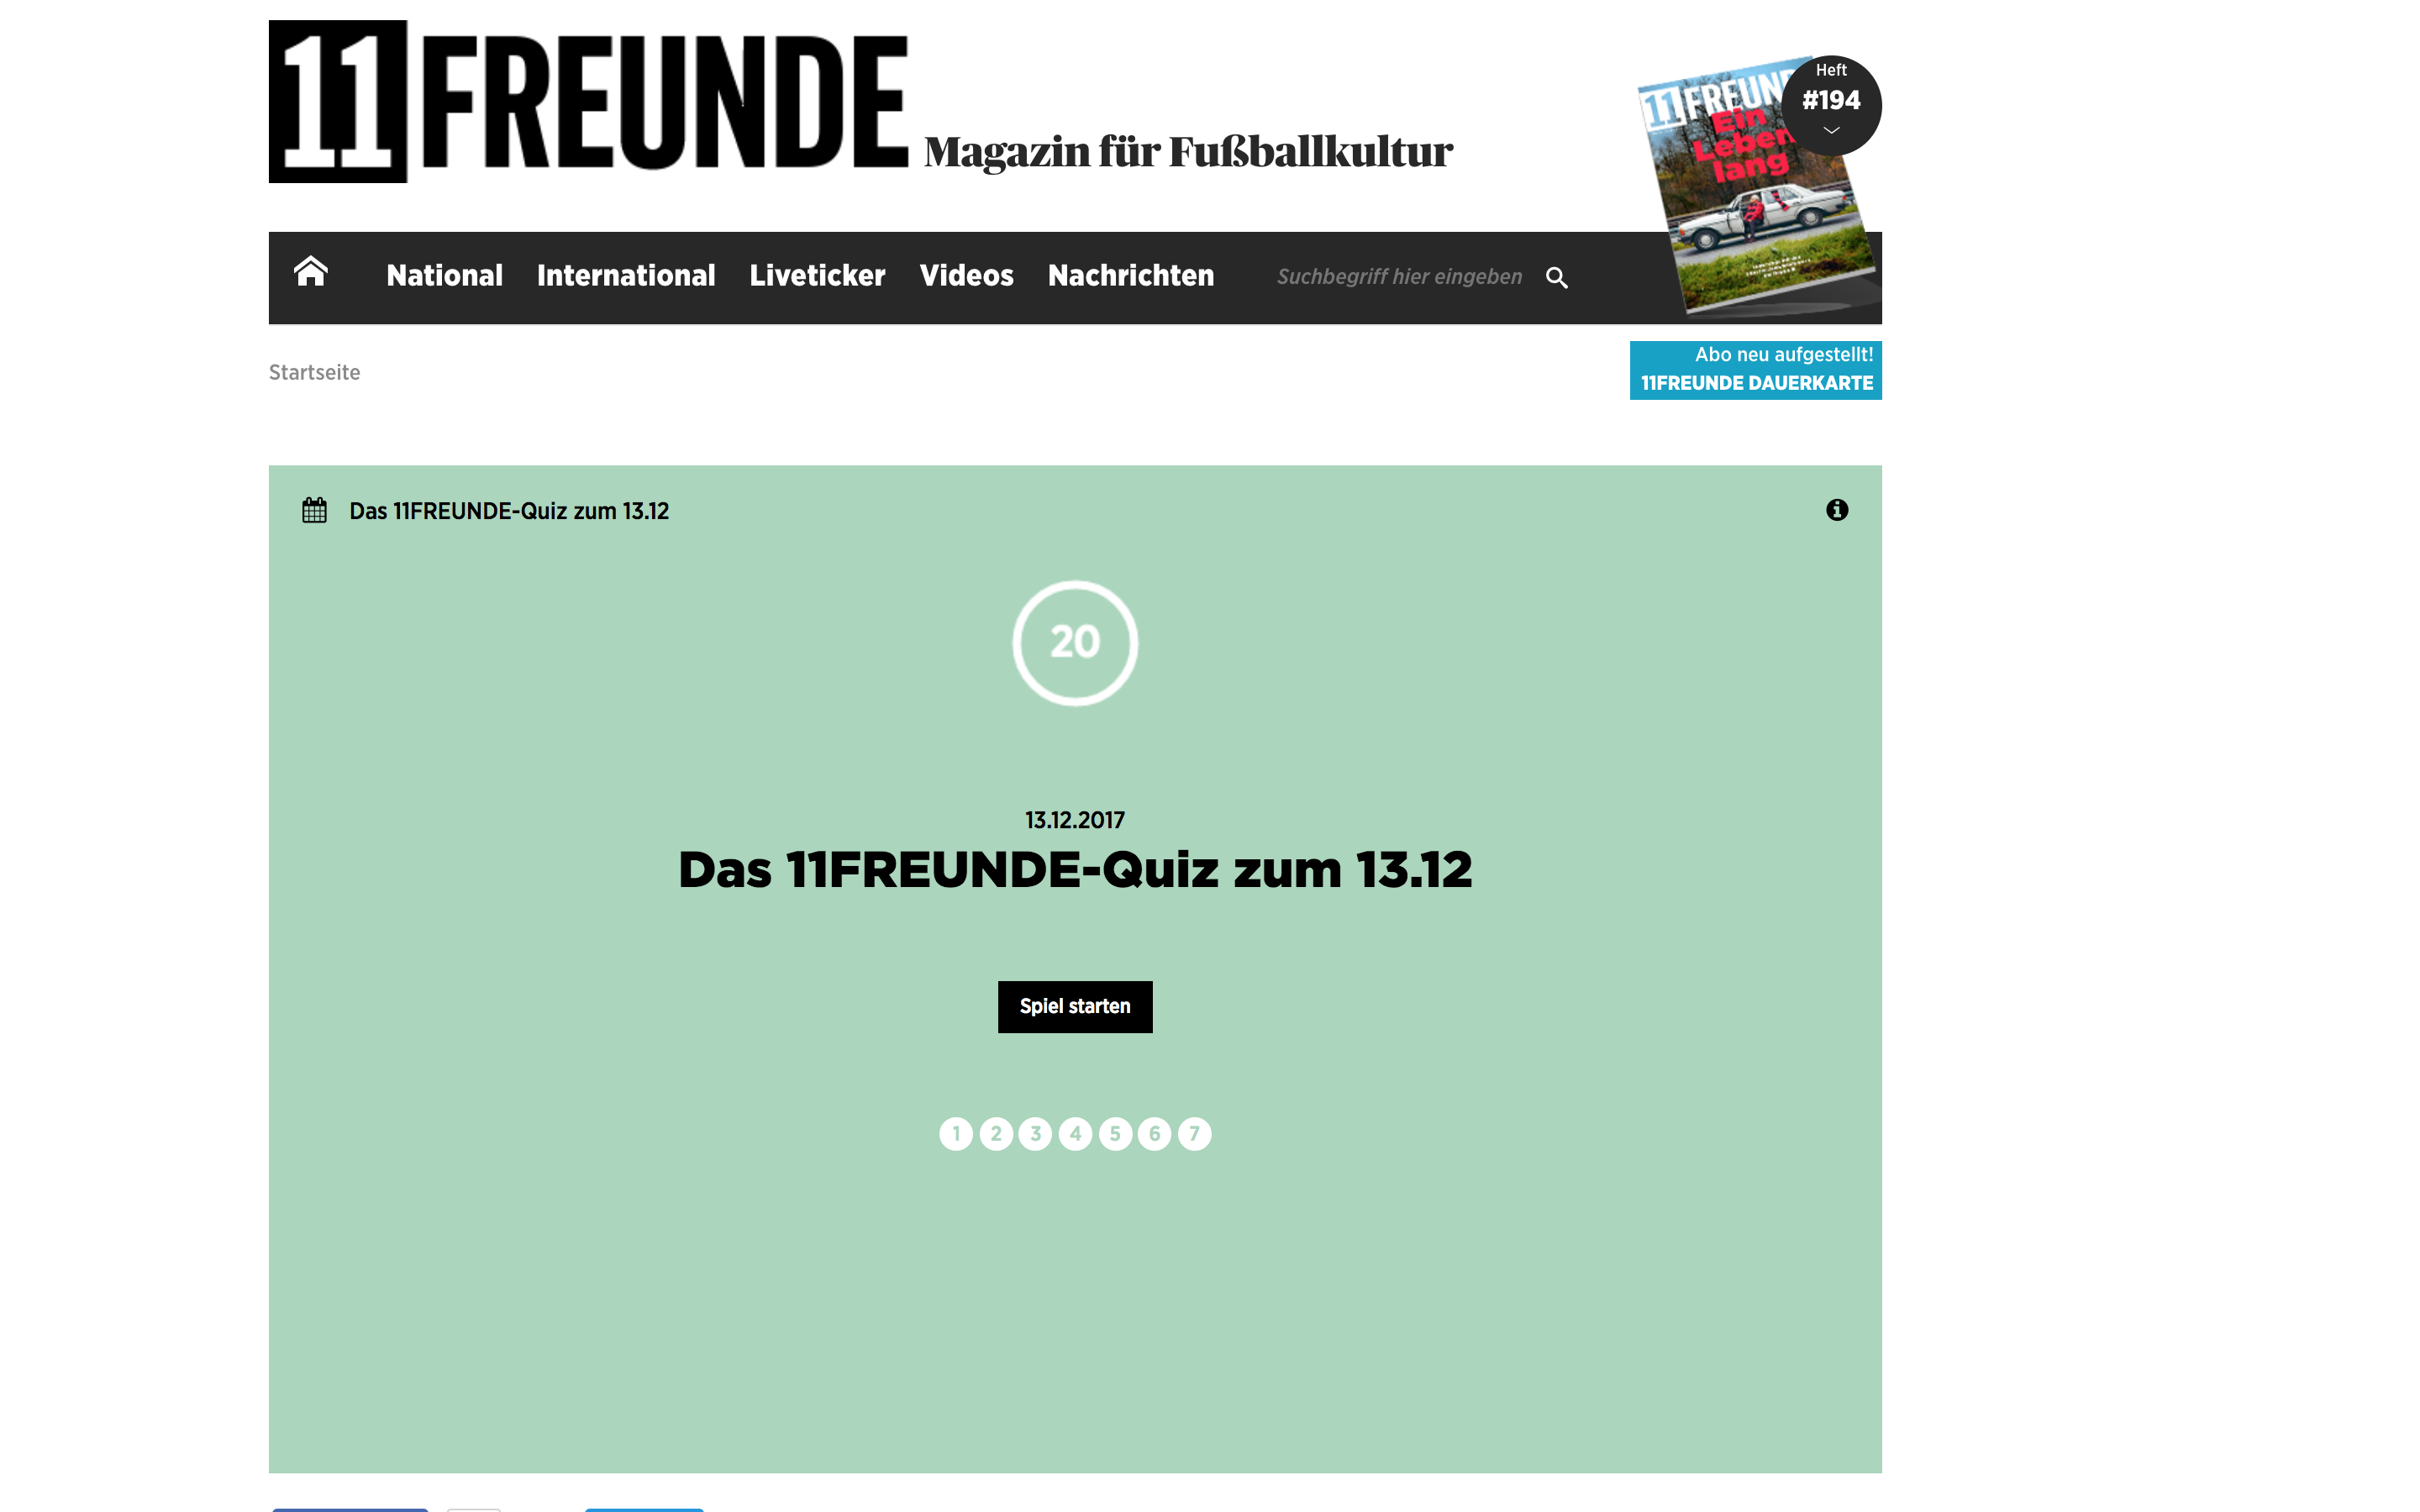 11FREUNDE
Magazin für Fußballkultur
11FREUN
Ein
Leben
lang
Heft
#194
National International Liveticker Videos Nachrichten Suchbegriff hier eingeben
Startseite
Abo neu aufgestellt!
11FREUNDE DAUERKARTE
Das 11FREUNDE-Quiz zum 13.12
20
13.12.2017
Das 11FREUNDE-Quiz zum 13.12
Spiel starten
1 2 3 4 5 6 7